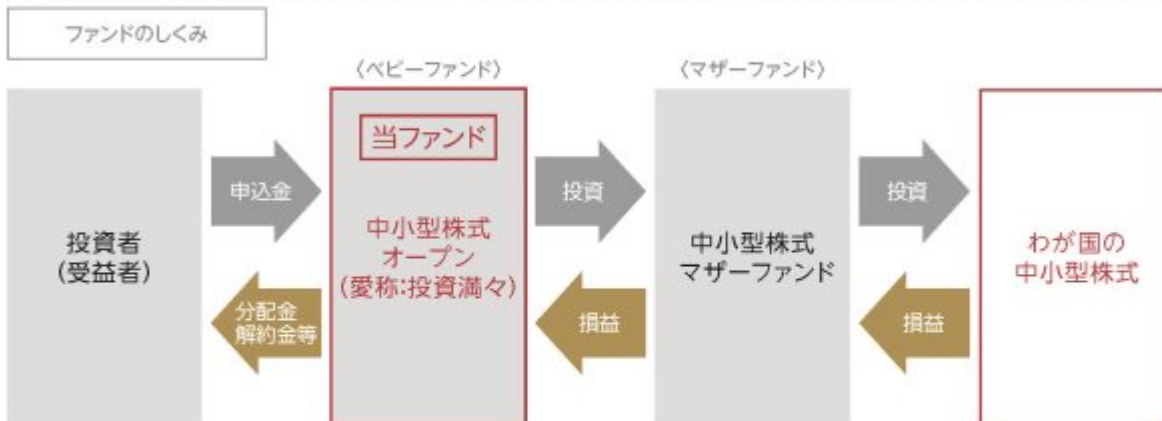 ファンドのしくみ
〈ベビーファンド〉
〈マザーファンド〉
投資者
(受益者)
申込金
分配金
解約金等
当ファンド
中小型株式
オープン
(愛称:投資満々)
投資
損益
中小型株式
マザーファンド
投資
損益
わが国の
中小型株式